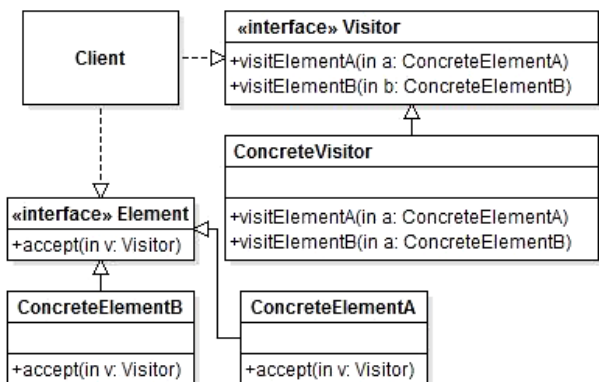 Client
«interface» Visitor
+visitElementA(in a: ConcreteElementA)
+visitElementB(in b: ConcreteElementB)
ConcreteVisitor
+visitElementA(in a: ConcreteElementA)
+visitElementB(in a: ConcreteElementB)
«interface» Element
+accept(in v: Visitor)
ConcreteElementB
+accept(in v: Visitor)
ConcreteElementA
+accept(in v: Visitor)